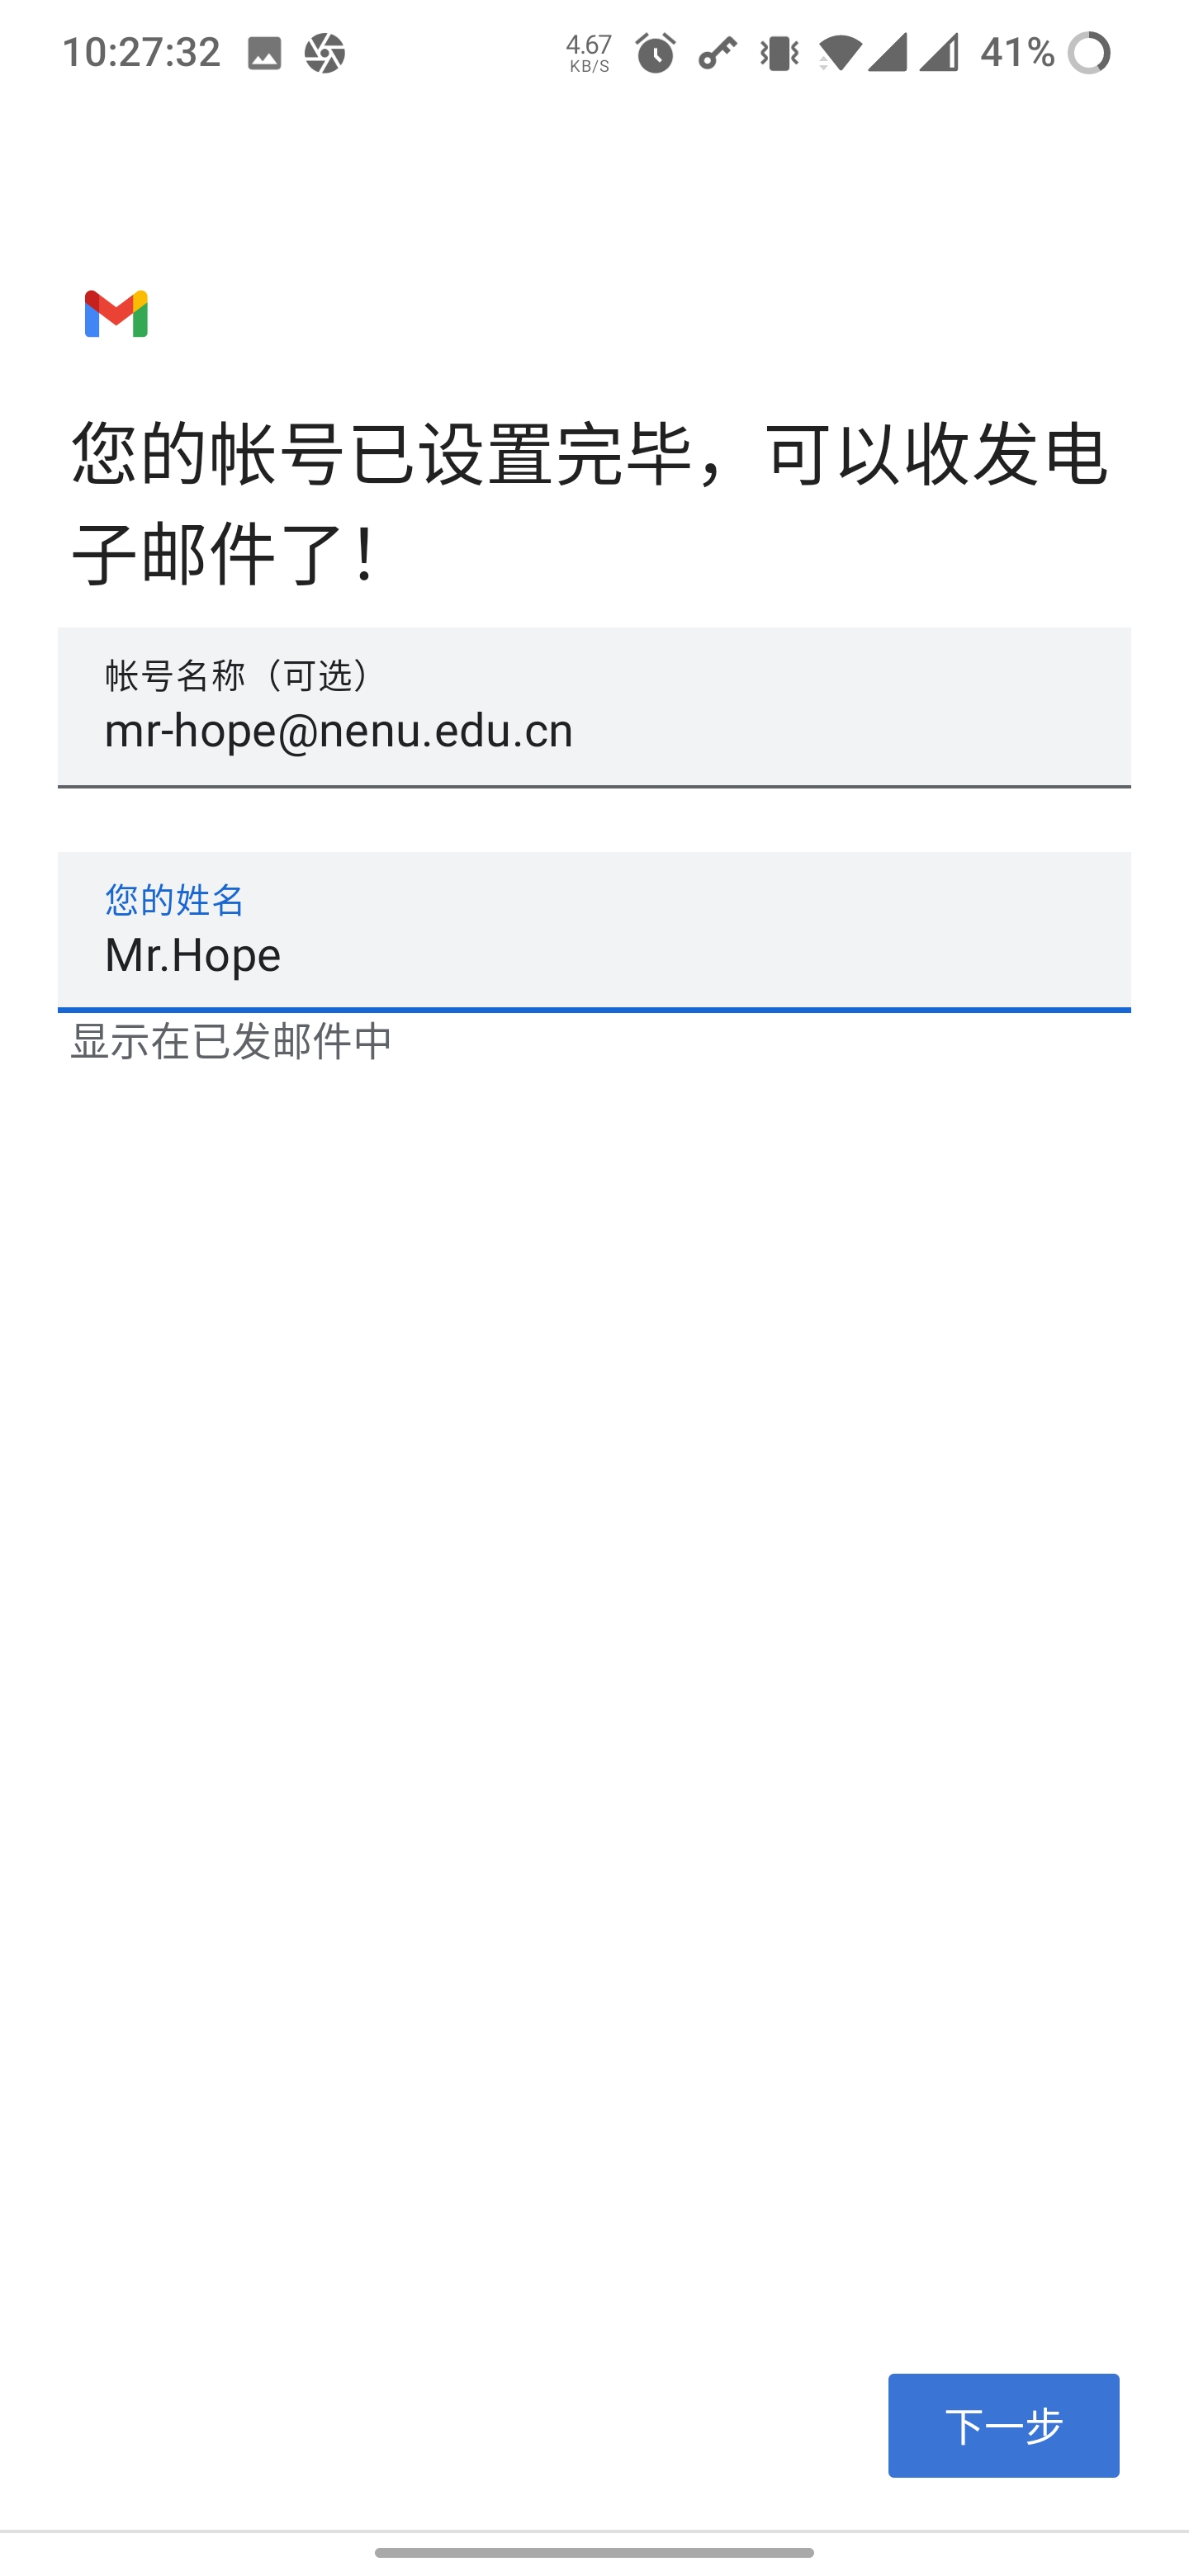 10:27:32
4.67
KB/S
41%
您的帐号已设置完毕，可以收发电
子邮件了！
帐号名称（可选）
mr-hope@nenu.edu.cn
您的姓名
Mr.Hope
显示在已发邮件中
下一步